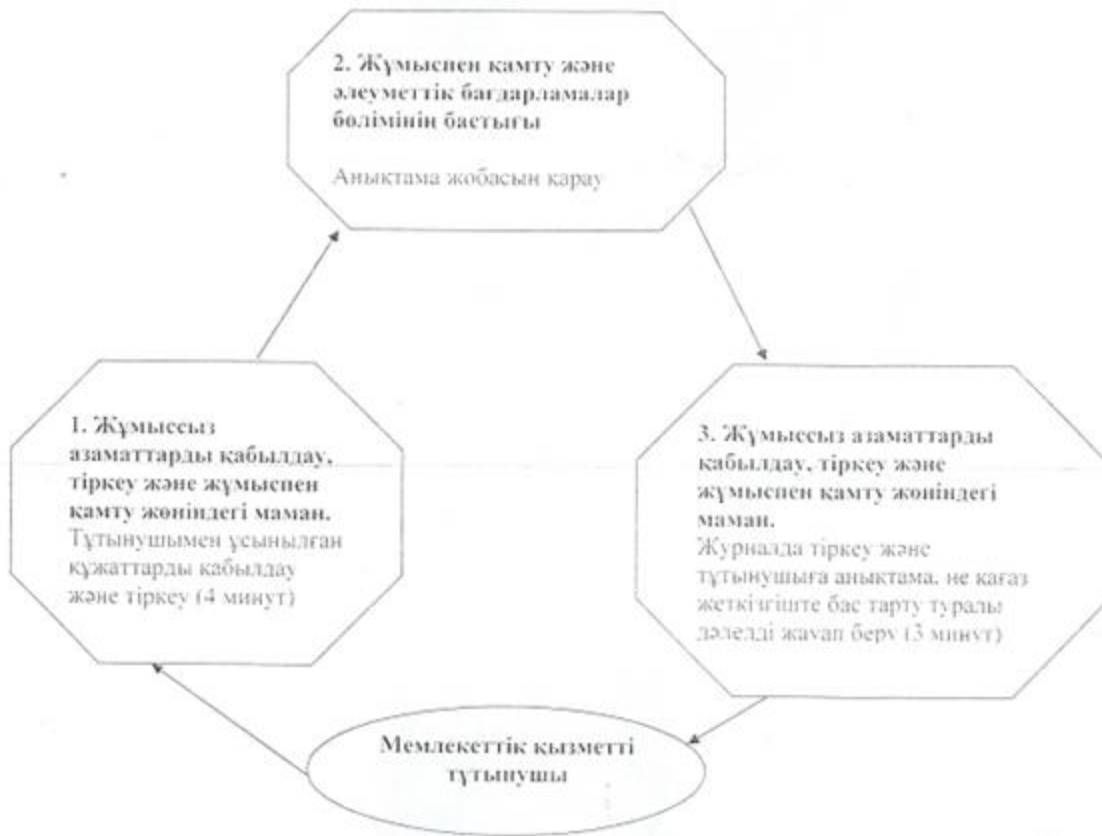 2. Жұмыспен қамту және
әлеуметтік бағдарламалар
бөлімінің бастығы
Анықтама жобасын қарау
1. Жұмыссыз
азаматтарды қабылдау,
тіркеу және жұмыспен
қамту жөніндегі маман.
Тұтынушымен ұсынылған
құжаттарды қабылдау
және тіркеу (4 минут)
3. Жұмыссыз азаматтарды
қабылдау, тіркеу және
жұмыспен қамту жөніндегі
маман.
Журналда тіркеу және
тұтынушыға анықтама, не қағаз
жеткізгіште бас тарту туралы
дәлелді жауап беру (3 минут)
Мемлекеттік қызметті
тұтынушы